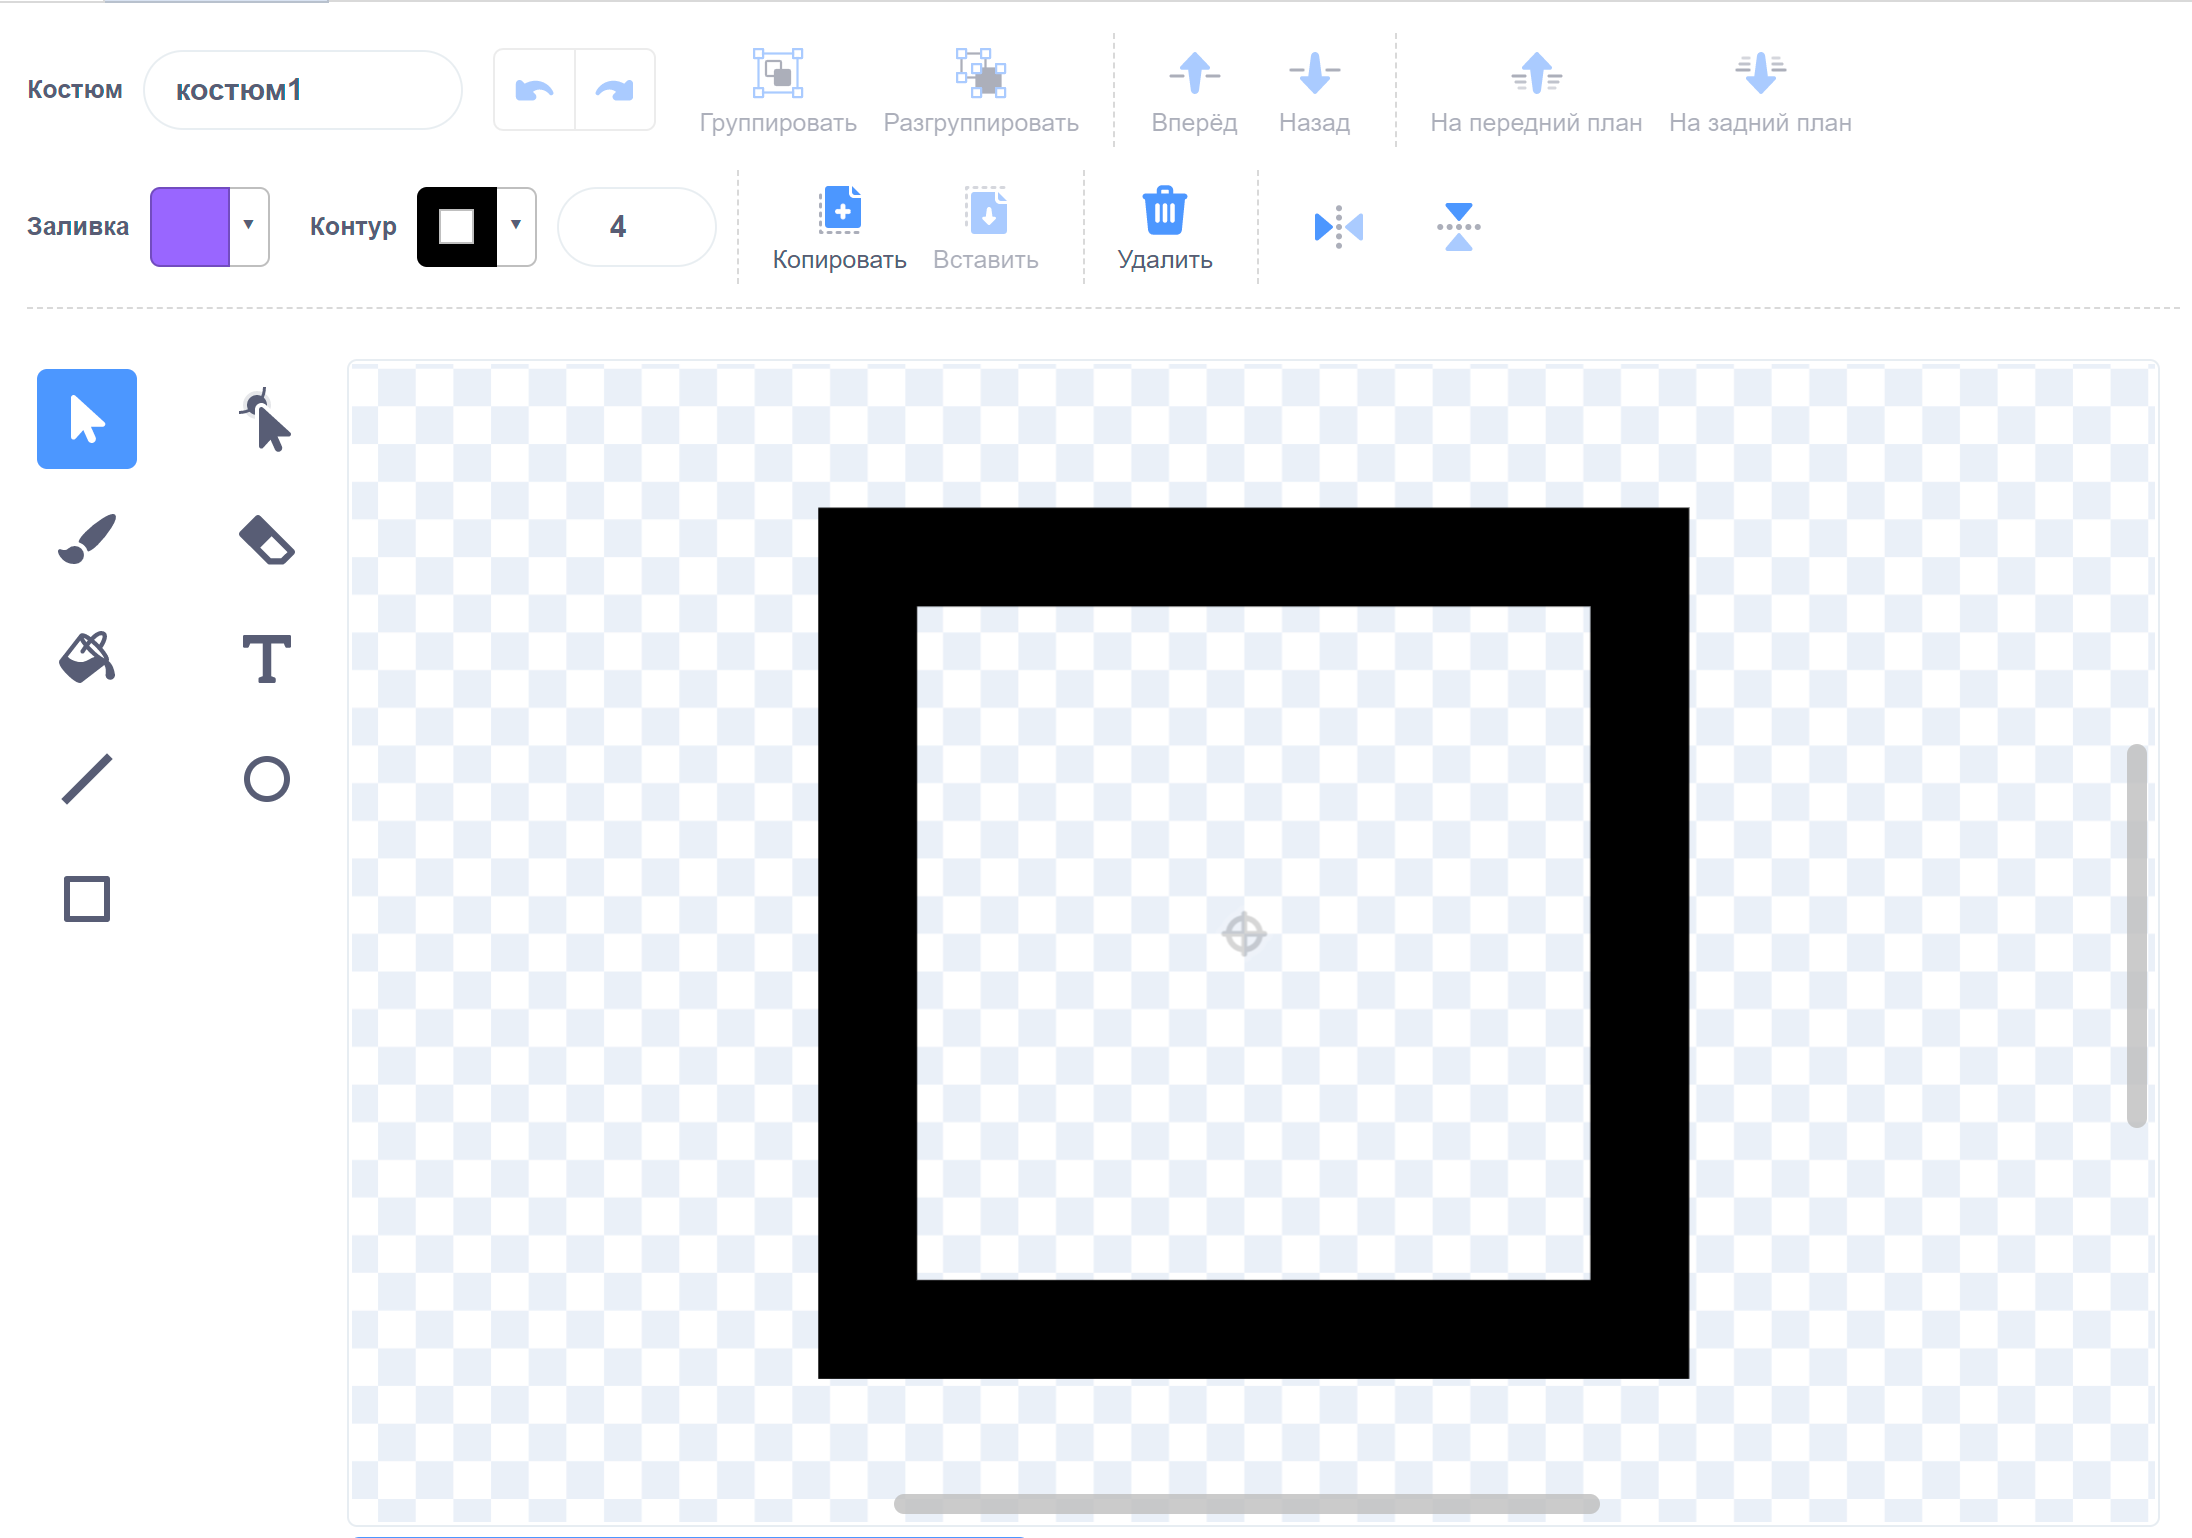 Костюм костюм1 Группировать Разгруппировать Вперёд Назад На передний план На задний план
Заливка Контур 4 Копировать Вставить Удалить